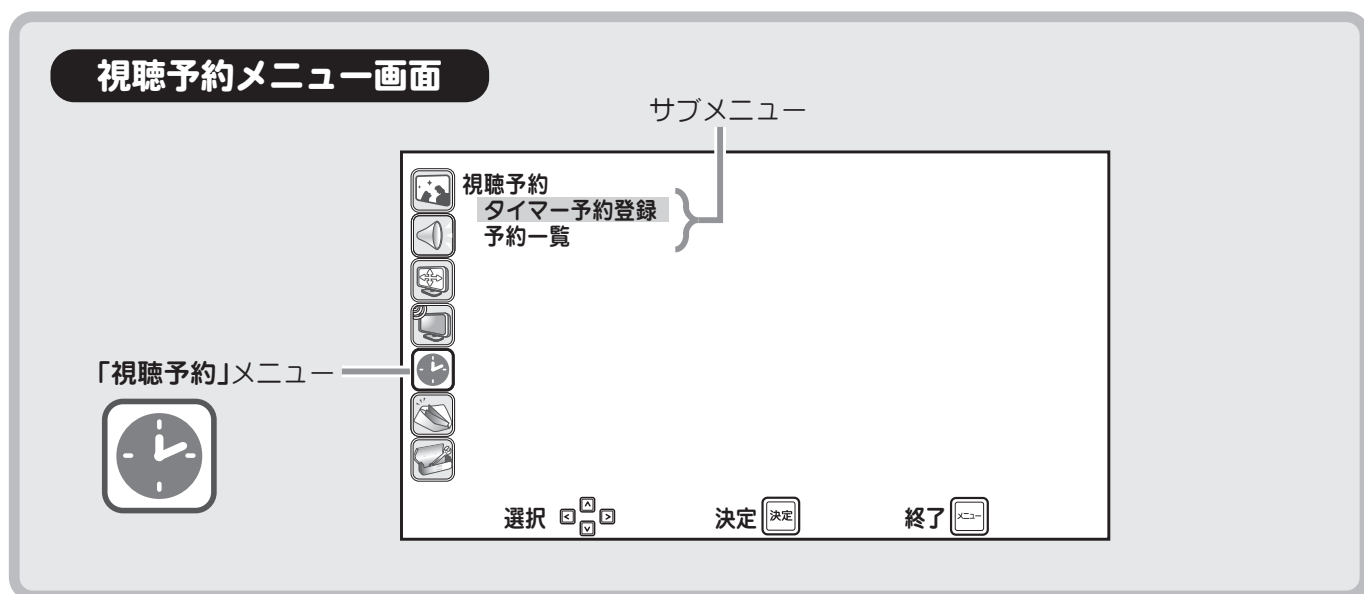 視聴予約メニュー画面
サブメニュー
視聴予約
タイマー予約登録
予約一覧
「視聴予約」メニュー
選択 決定 決定 終了 メニュー